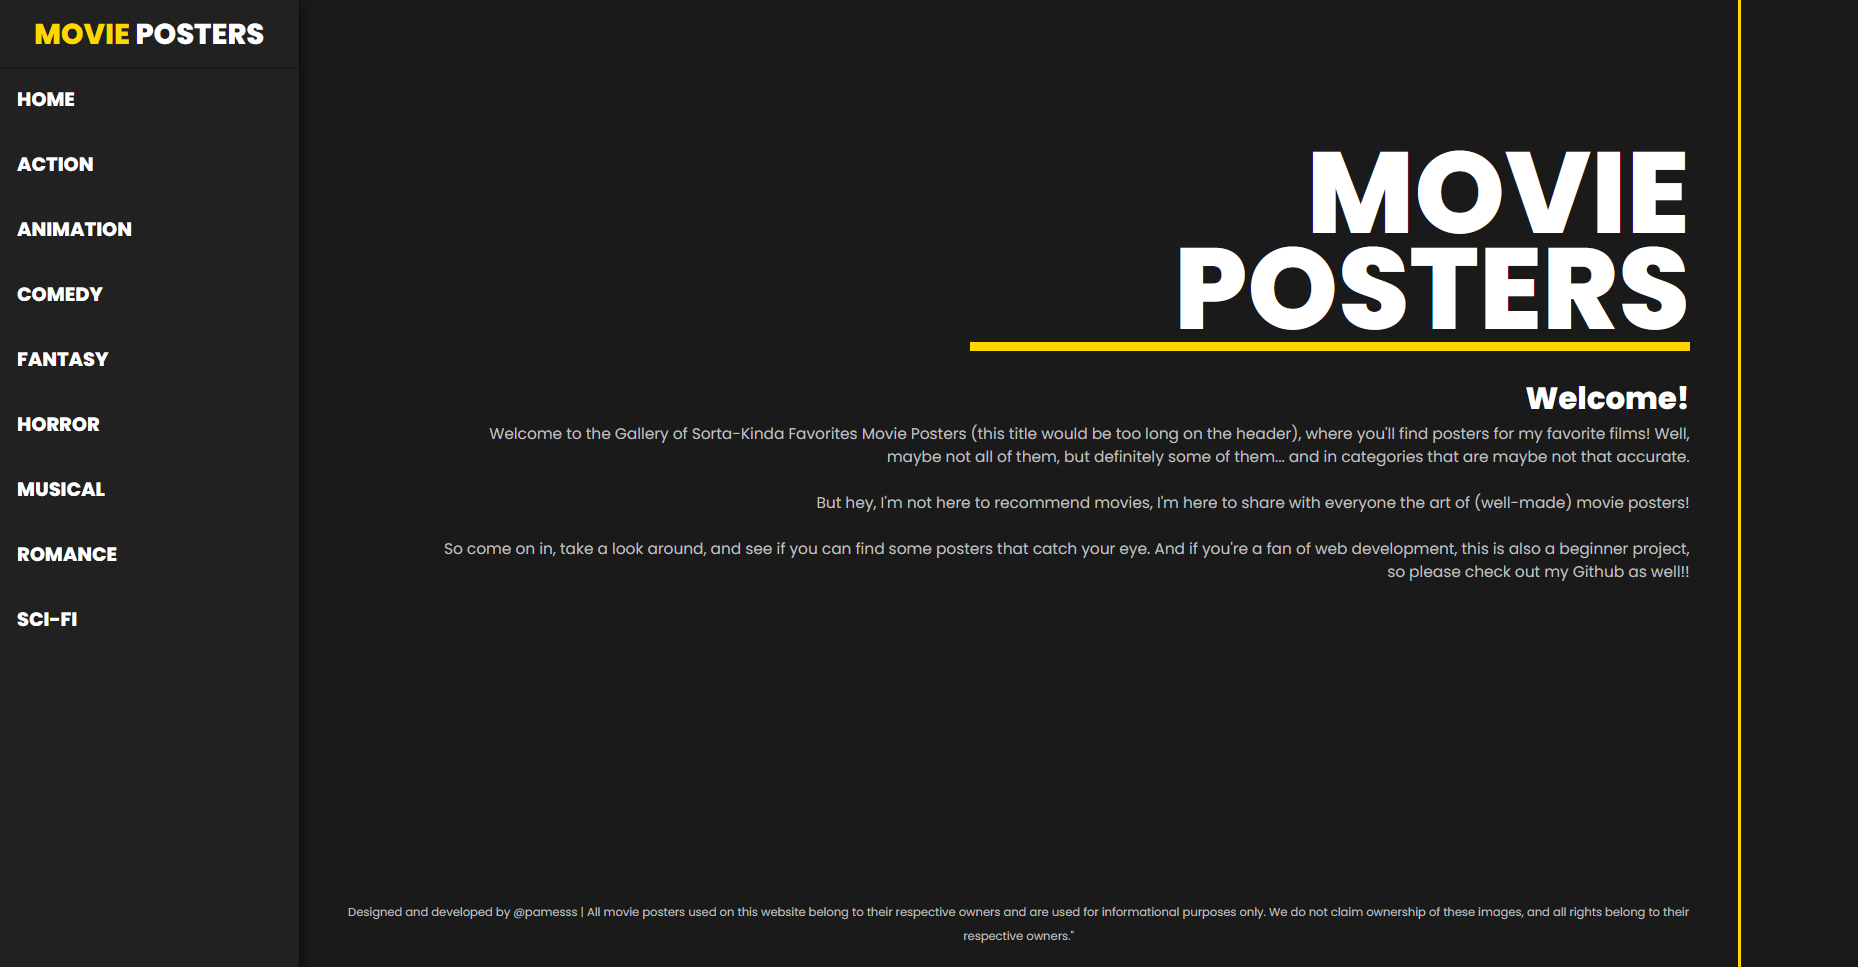 MOVIE POSTERS
HOME
ACTION
ANIMATION
COMEDY
FANTASY
HORROR
MUSICAL
ROMANCE
SCI-FI
MOVIE
POSTERS
Welcome!
Welcome to the Gallery of Sorta-Kinda Favorites Movie Posters (this title would be too long on the header), where you'll find posters for my favorite films! Well,
maybe not all of them, but definitely some of them... and in categories that are maybe not that accurate.
But hey, I'm not here to recommend movies, I'm here to share with everyone the art of (well-made) movie posters!
So come on in, take a look around, and see if you can find some posters that catch your eye. And if you're a fan of web development, this is also a beginner project,
so please check out my Github as well!!
Designed and developed by @pamesss | All movie posters used on this website belong to their respective owners and are used for informational purposes only. We do not claim ownership of these images, and all rights belong to their
respective owners."